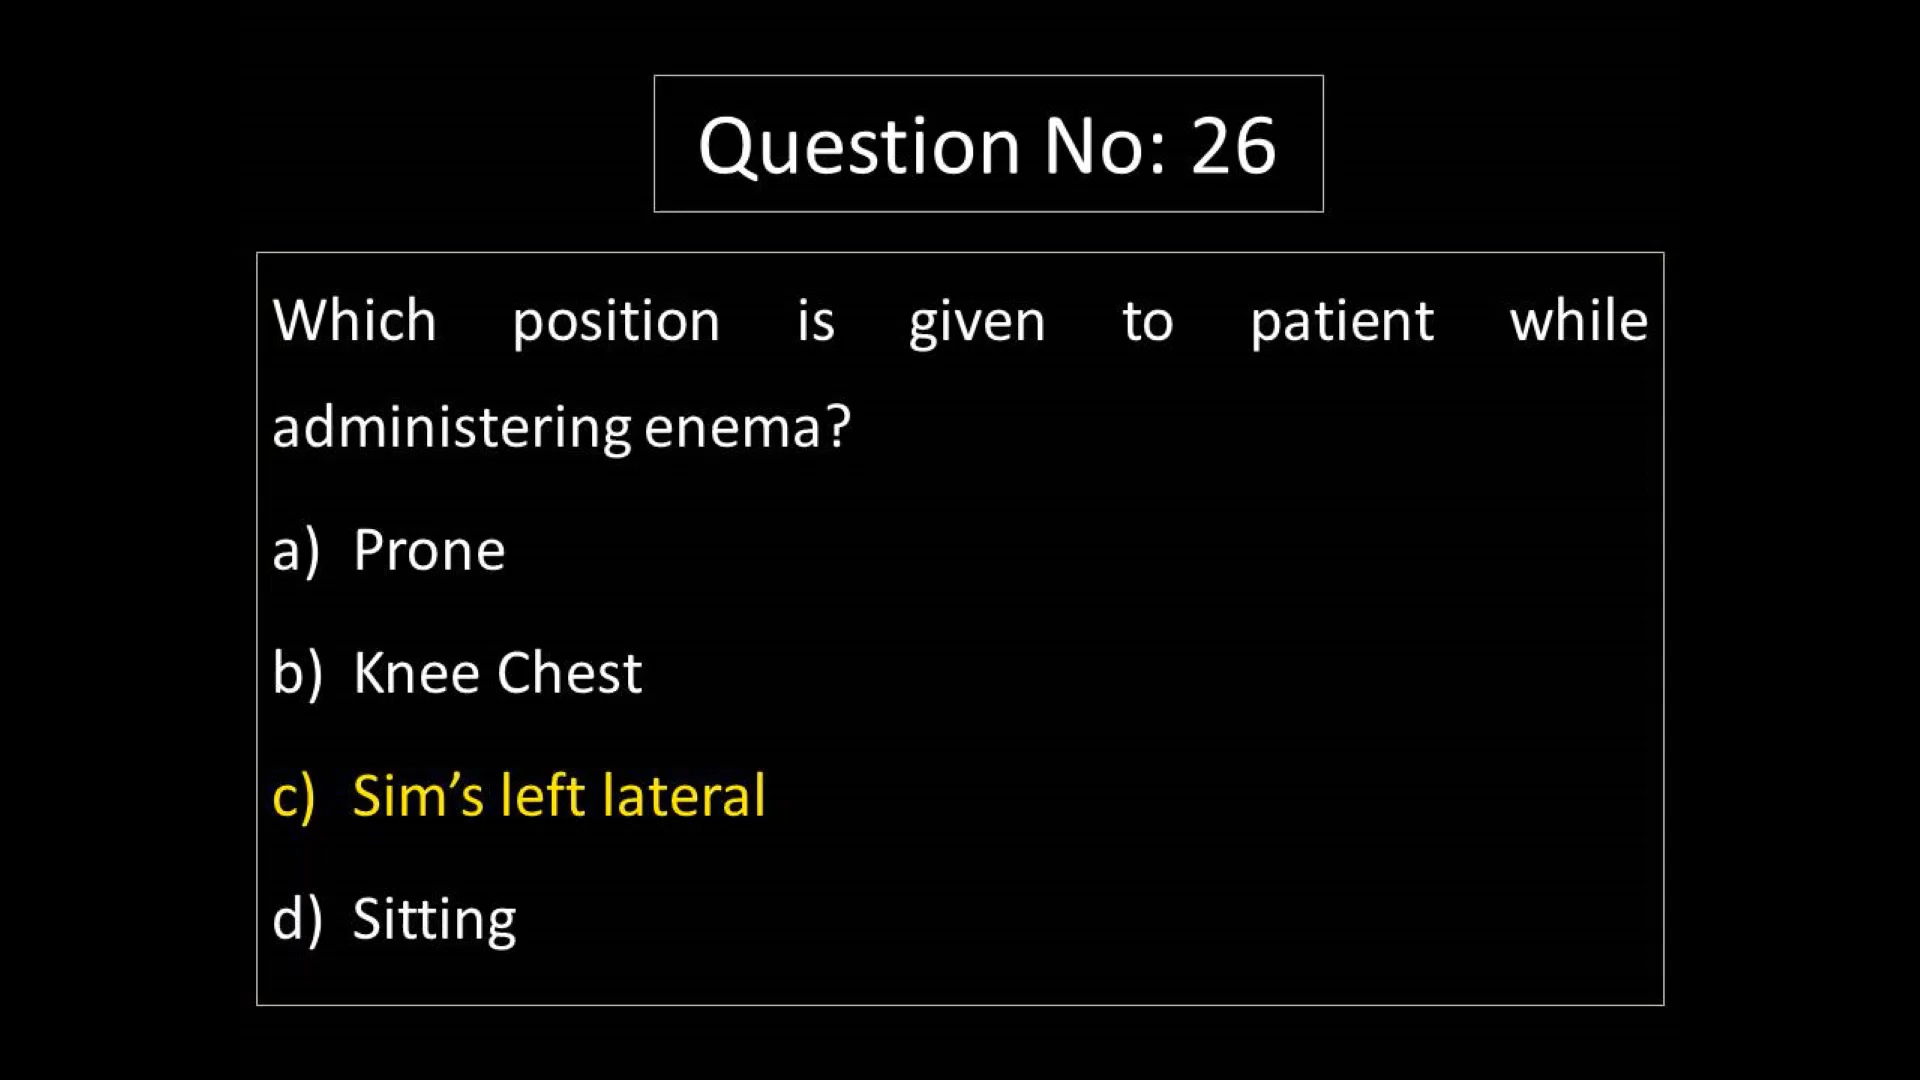 Question No: 26
Which position is given to patient while
administering enema?
a) Prone
b) Knee Chest
c) Sim’s left lateral
d) Sitting